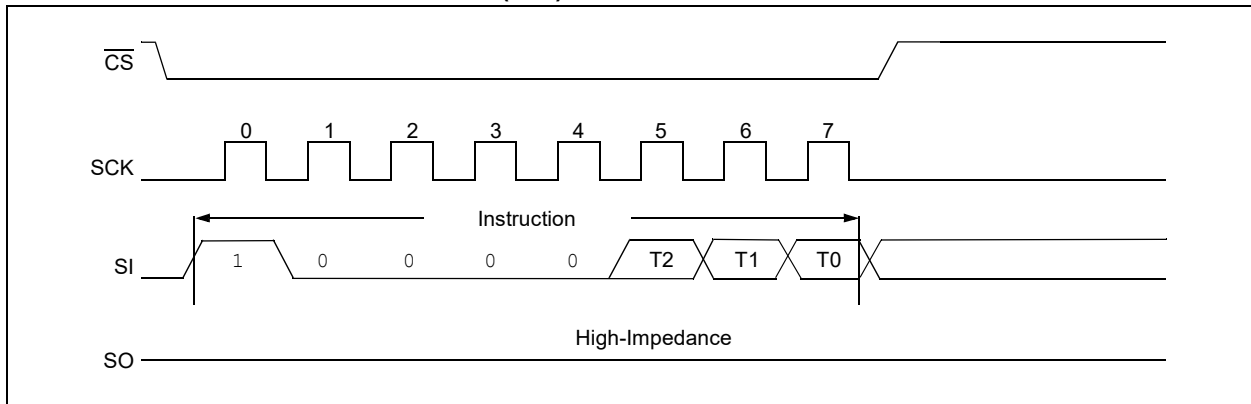 CS
0 1 2 3 4 5 6 7
SCK
Instruction
SI 1 0 0 0 0 T2 T1 T0
High-Impedance
SO